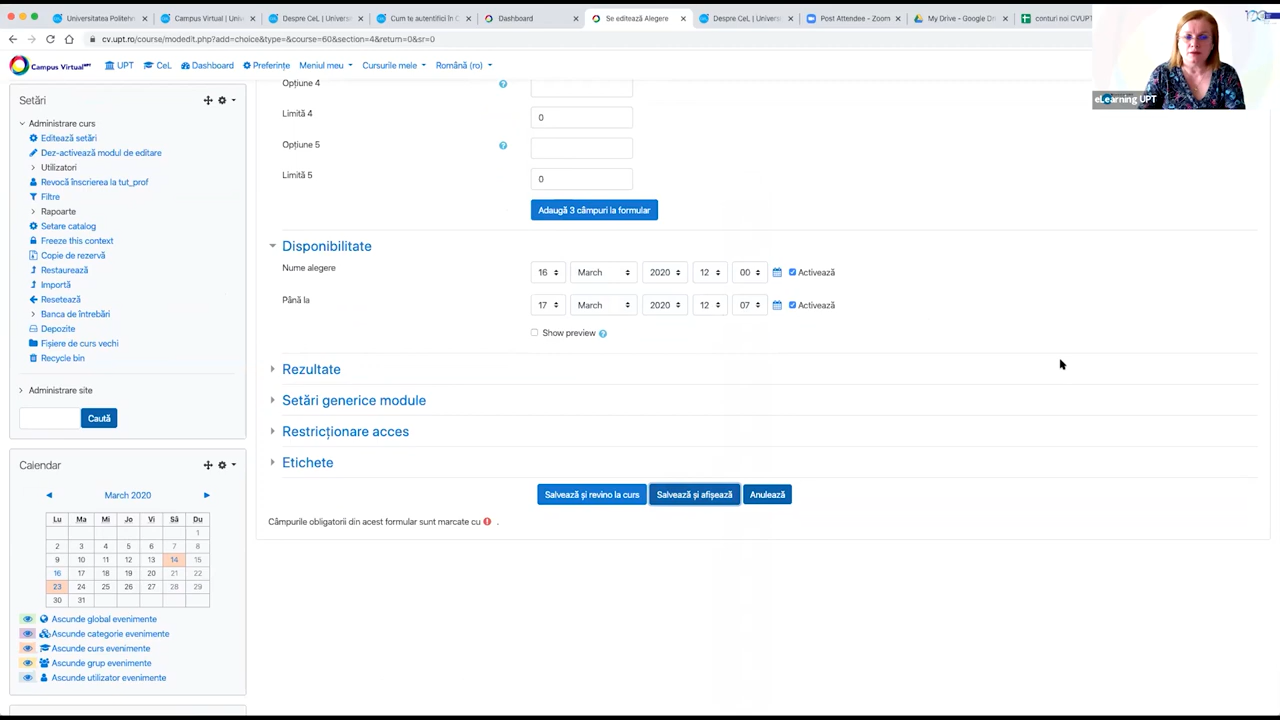 Universitatea Politehni
Campus Virtual | Uni
Despre CeL | Universi
Cum te autentifici în C
Dashboard
Se editează Alegere
Despre CeL | Universi
Post Attendee - Zoom
My Drive - Google Dri
conturi noi CVUPT
cv.upt.ro/course/modedit.php?add=choice&type=&course=60&section=4&return=0&sr=0
Campus Virtual UPT
UPT
CeL
Dashboard
Preferințe
Meniul meu
Cursurile mele
Română (ro)
eLearning UPT
Setări
Administrare curs
Editează setări
Dez-activează modul de editare
Utilizatori
Revocă înscrierea la tut_prof
Filtre
Rapoarte
Setare catalog
Freeze this context
Copie de rezervă
Restaurează
Importă
Resetează
Banca de întrebări
Depozite
Fișiere de curs vechi
Recycle bin
Administrare site
Caută
Opțiune 4
Limită 4
0
Opțiune 5
Limită 5
0
Adaugă 3 câmpuri la formular
Disponibilitate
Nume alegere
16 March 2020 12 00 Activează
Până la
17 March 2020 12 07 Activează
Show preview
Rezultate
Setări generice module
Restricționare acces
Etichete
Salvează și revino la curs
Salvează și afișează
Anulează
Câmpurile obligatorii din acest formular sunt marcate cu .
Calendar
◄ March 2020 ►
Lu Ma Mi Jo Vi Sâ Du
1
2 3 4 5 6 7 8
9 10 11 12 13 14 15
16 17 18 19 20 21 22
23 24 25 26 27 28 29
30 31
Ascunde global evenimente
Ascunde categorie evenimente
Ascunde curs evenimente
Ascunde grup evenimente
Ascunde utilizator evenimente